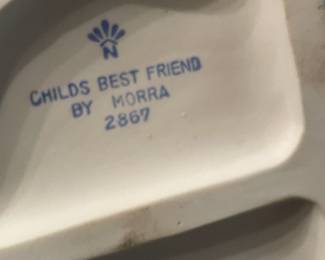 N
CHILDS BEST FRIEND
BY MORRA
2867